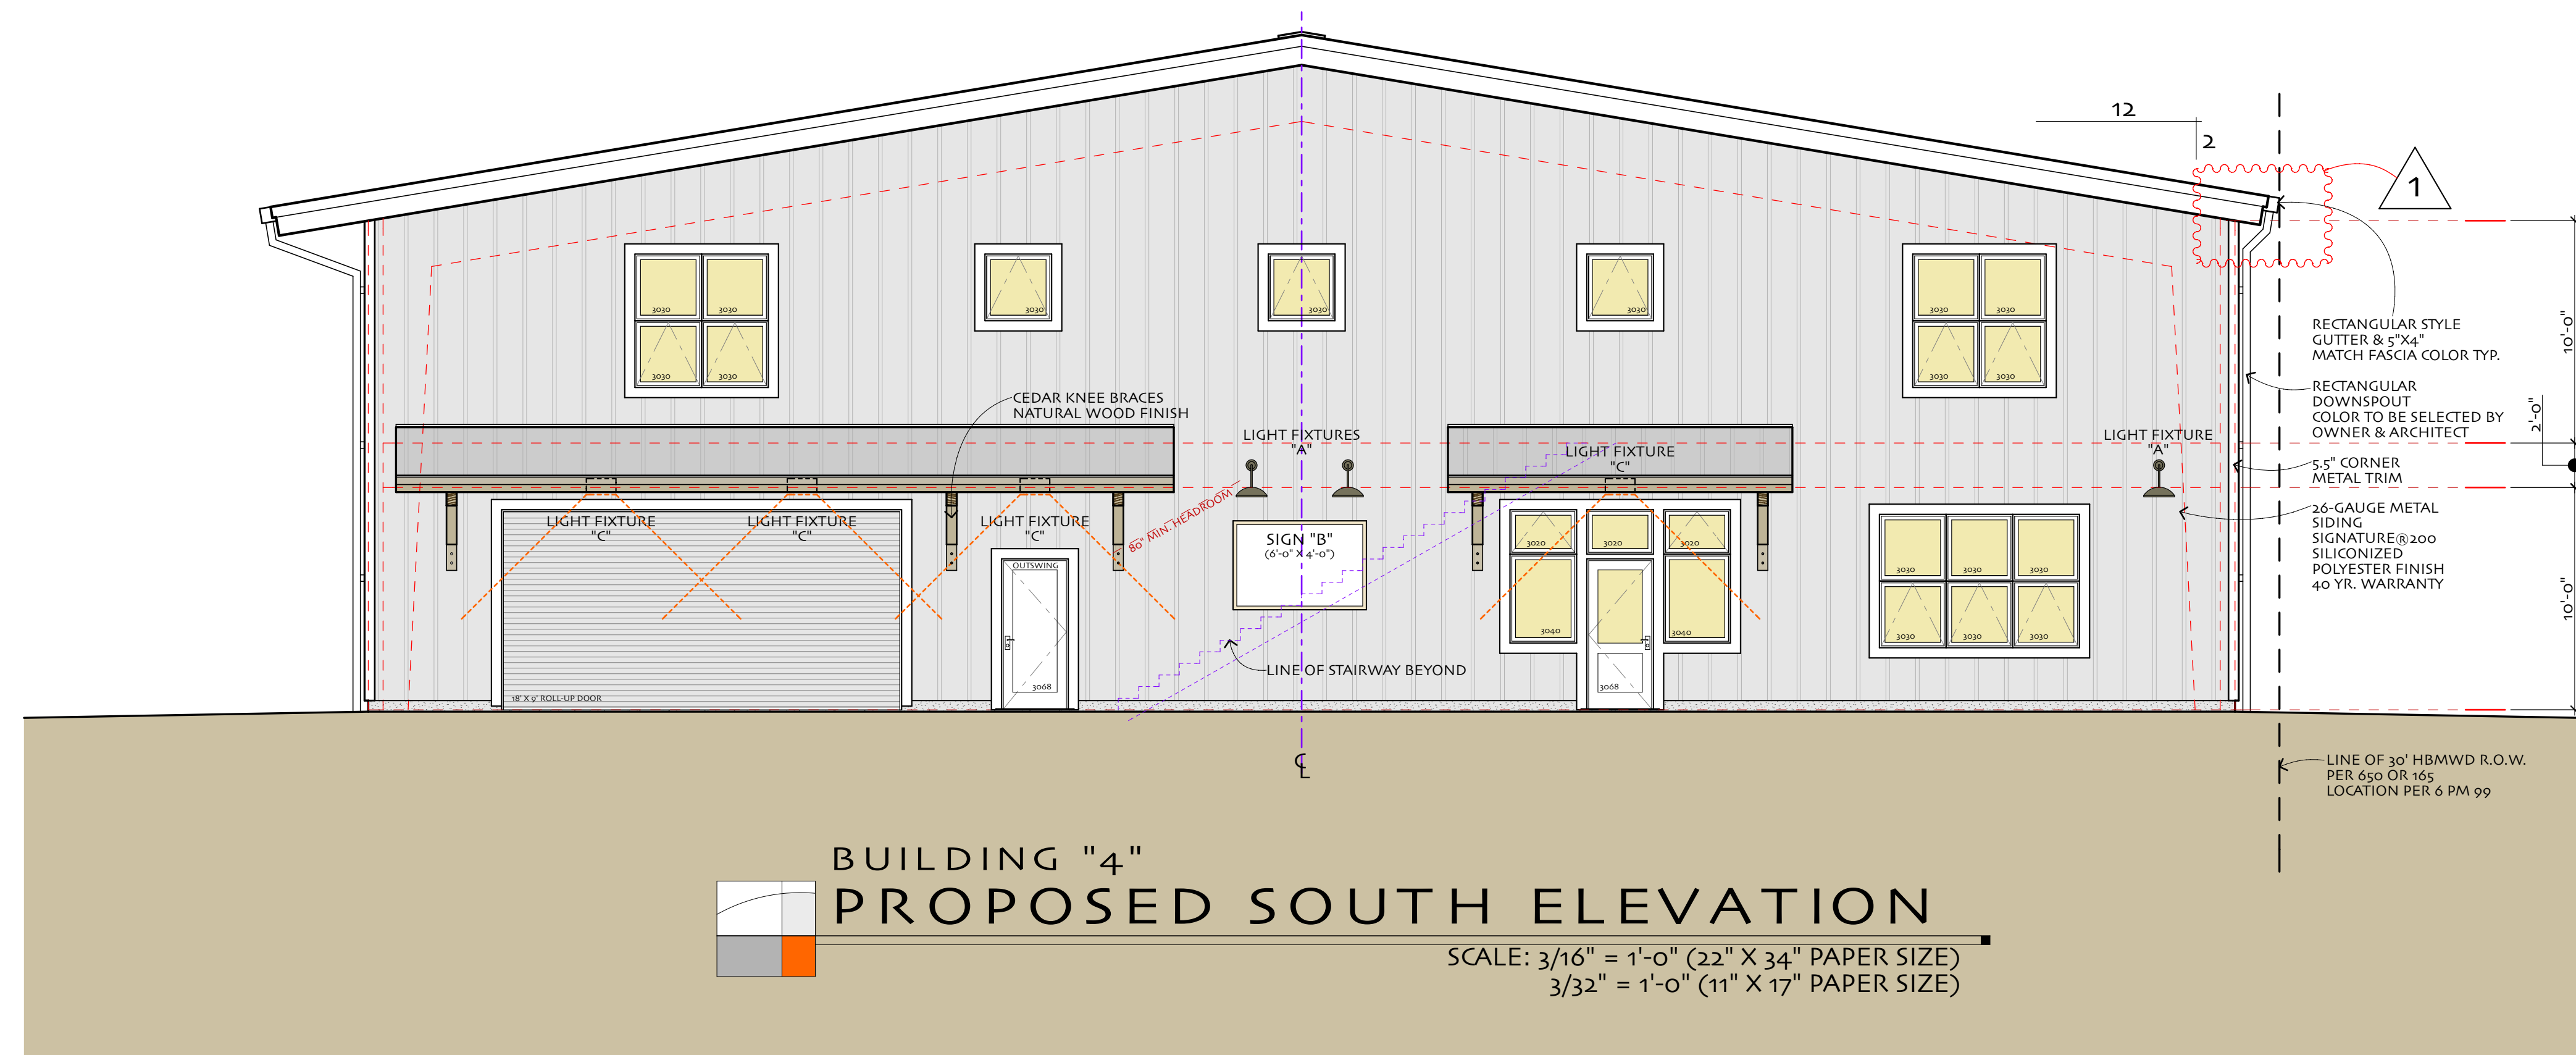 12
2
1
3030
3030
3030
3030
3030
3030
3030
3030
3030
3030
3030
RECTANGULAR STYLE
GUTTER & 5"X4"
MATCH FASCIA COLOR TYP.
10'-0"
RECTANGULAR
DOWNSPOUT
COLOR TO BE SELECTED BY
OWNER & ARCHITECT
2'-0"
CEDAR KNEE BRACES
NATURAL WOOD FINISH
LIGHT FIXTURES
"A"
LIGHT FIXTURE
"C"
LIGHT FIXTURE
"A"
5.5" CORNER
METAL TRIM
26-GAUGE METAL
SIDING
SIGNATURE®200
SILICONIZED
POLYESTER FINISH
40 YR. WARRANTY
10'-0"
LIGHT FIXTURE
"C"
LIGHT FIXTURE
"C"
LIGHT FIXTURE
"C"
80" MIN. HEADROOM
SIGN "B"
(6'-0" X 4'-0")
OUTSWING
3068
3020
3020
3020
3040
3040
3068
3030
3030
3030
3030
3030
3030
18' X 9' ROLL-UP DOOR
LINE OF STAIRWAY BEYOND
CL
LINE OF 30' HBMWD R.O.W.
PER 650 OR 165
LOCATION PER 6 PM 99
BUILDING "4"
PROPOSED SOUTH ELEVATION
SCALE: 3/16" = 1'-0" (22" X 34" PAPER SIZE)
3/32" = 1'-0" (11" X 17" PAPER SIZE)